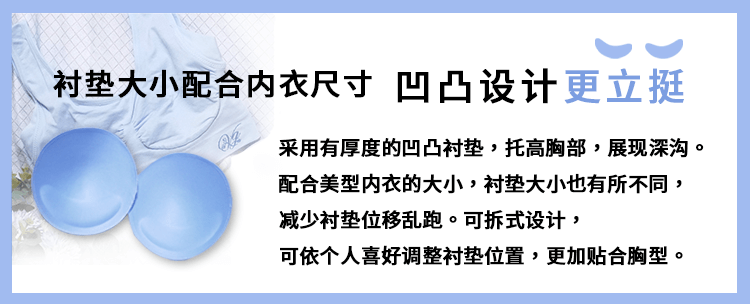 衬垫大小配合内衣尺寸 凹凸设计更立挺
采用有厚度的凹凸衬垫，托高胸部，展现深沟。
配合美型内衣的大小，衬垫大小也有所不同，
减少衬垫位移乱跑。可拆式设计，
可依个人喜好调整衬垫位置，更加贴合胸型。